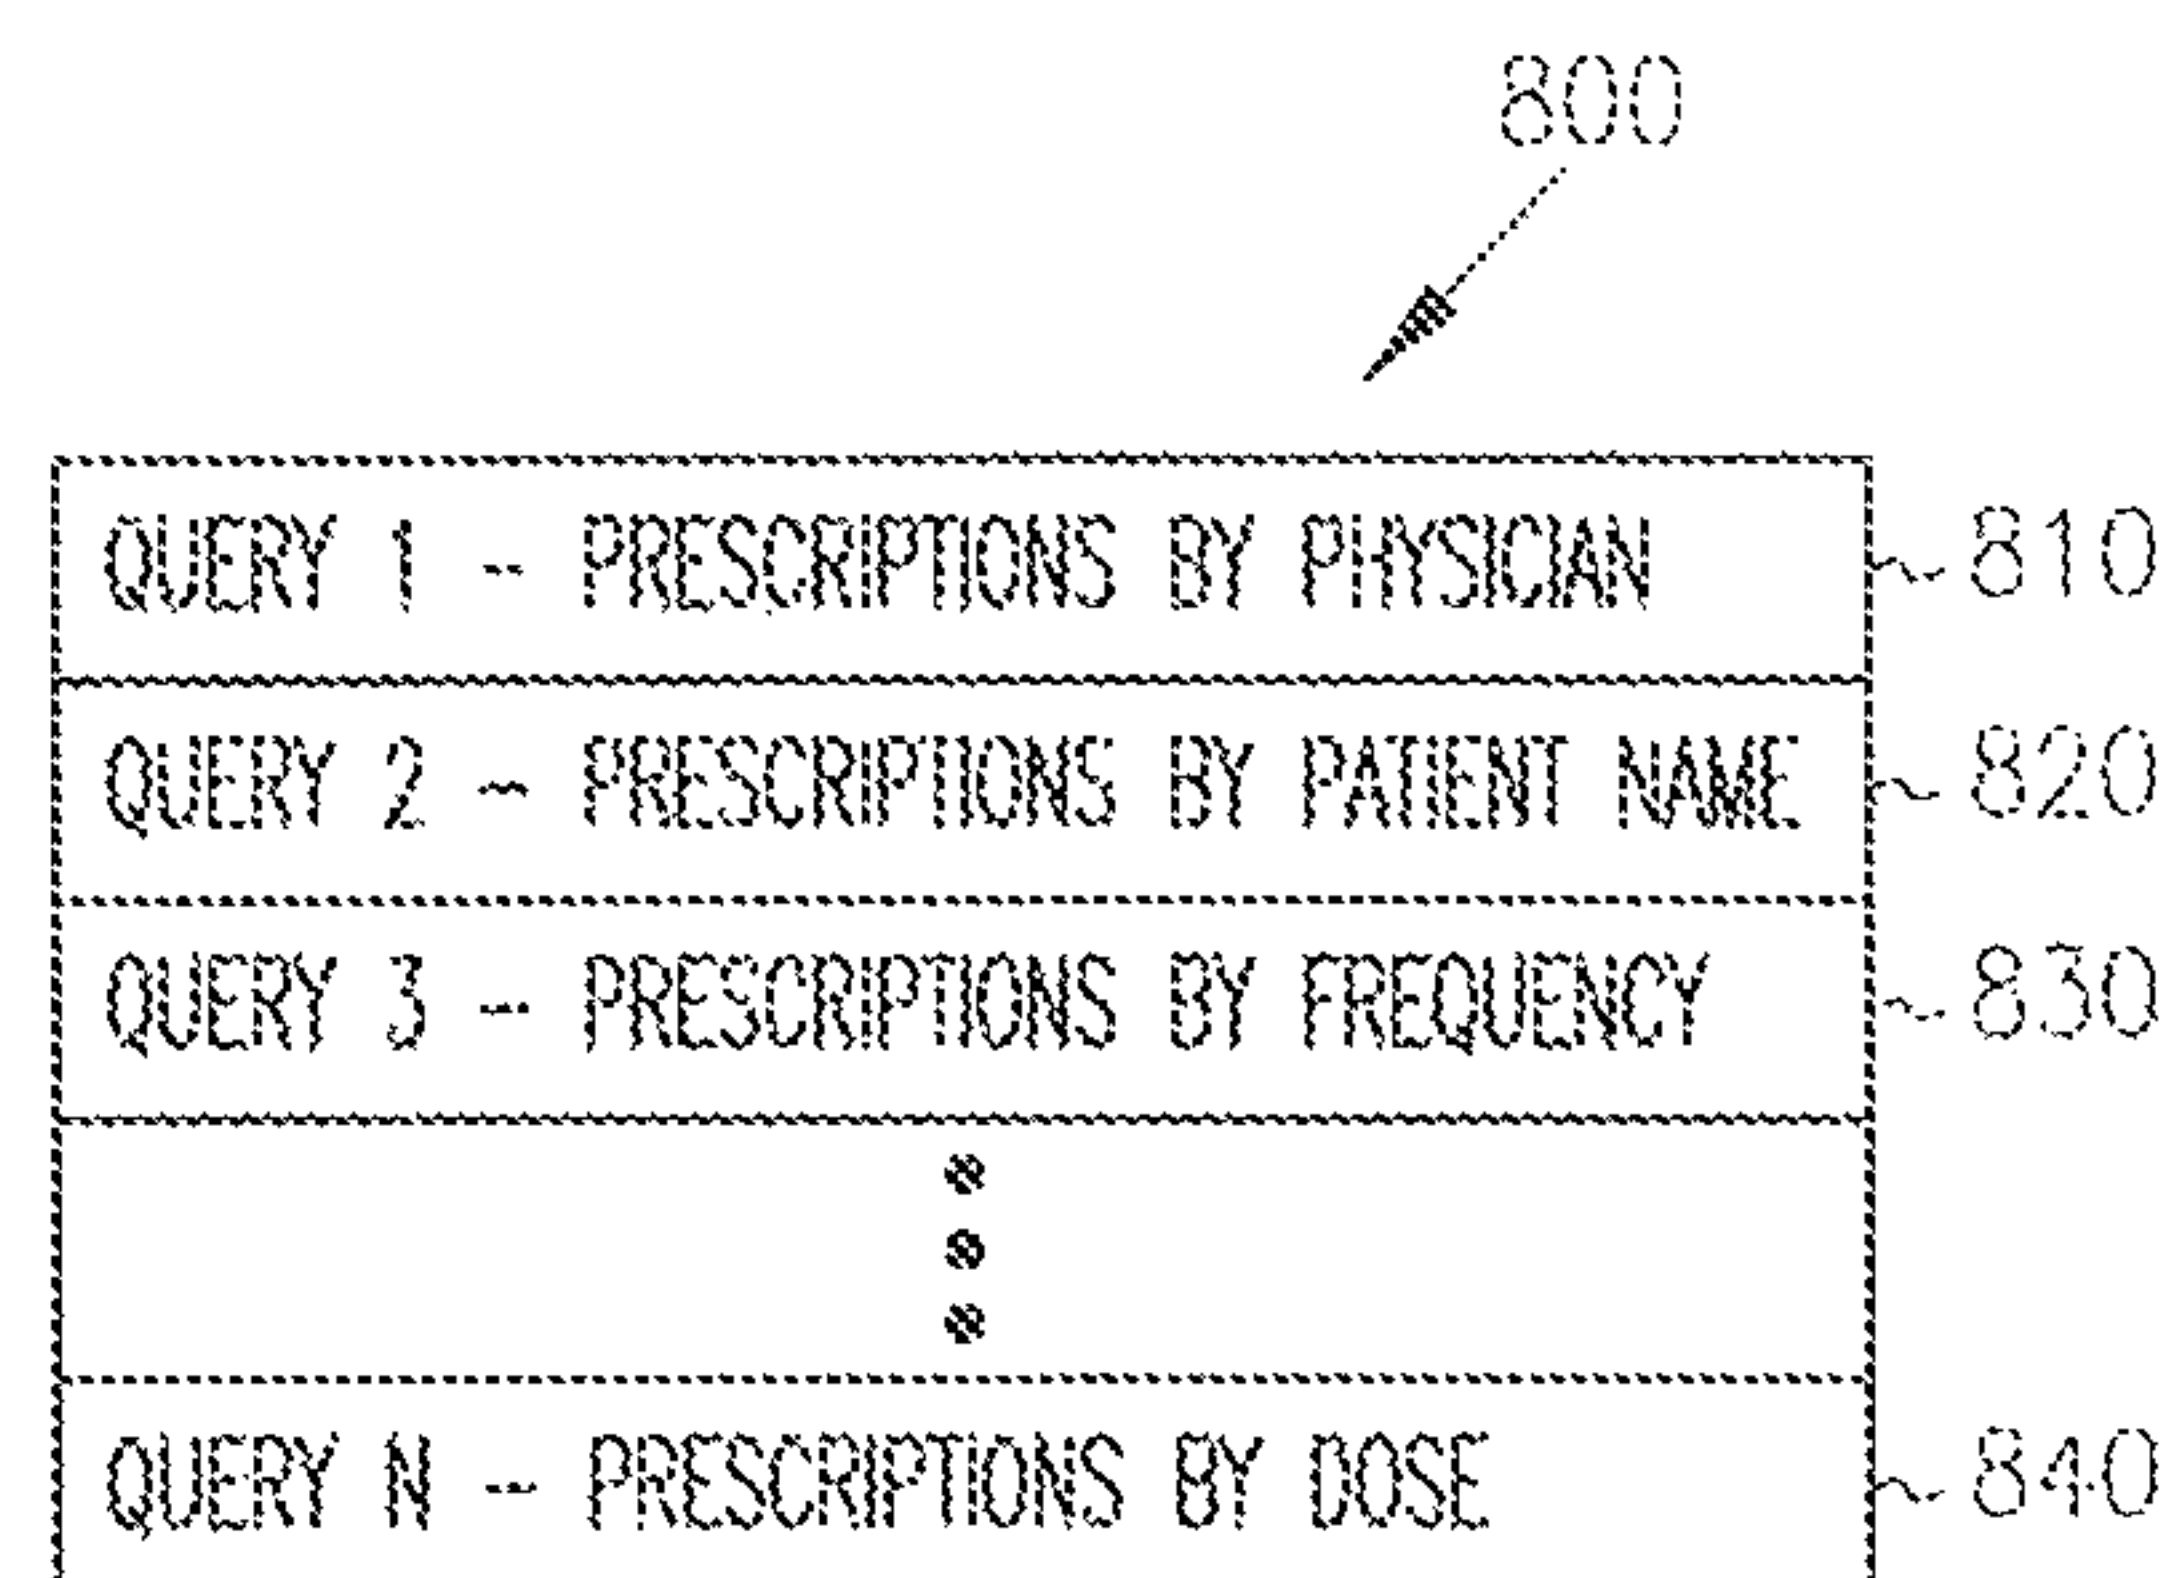 800
QUERY 1 - PRESCRIPTIONS BY PHYSICIAN ~ 810
QUERY 2 - PRESCRIPTIONS BY PATIENT NAME ~ 820
QUERY 3 - PRESCRIPTIONS BY FREQUENCY ~ 830
QUERY N - PRESCRIPTIONS BY DOSE ~ 840